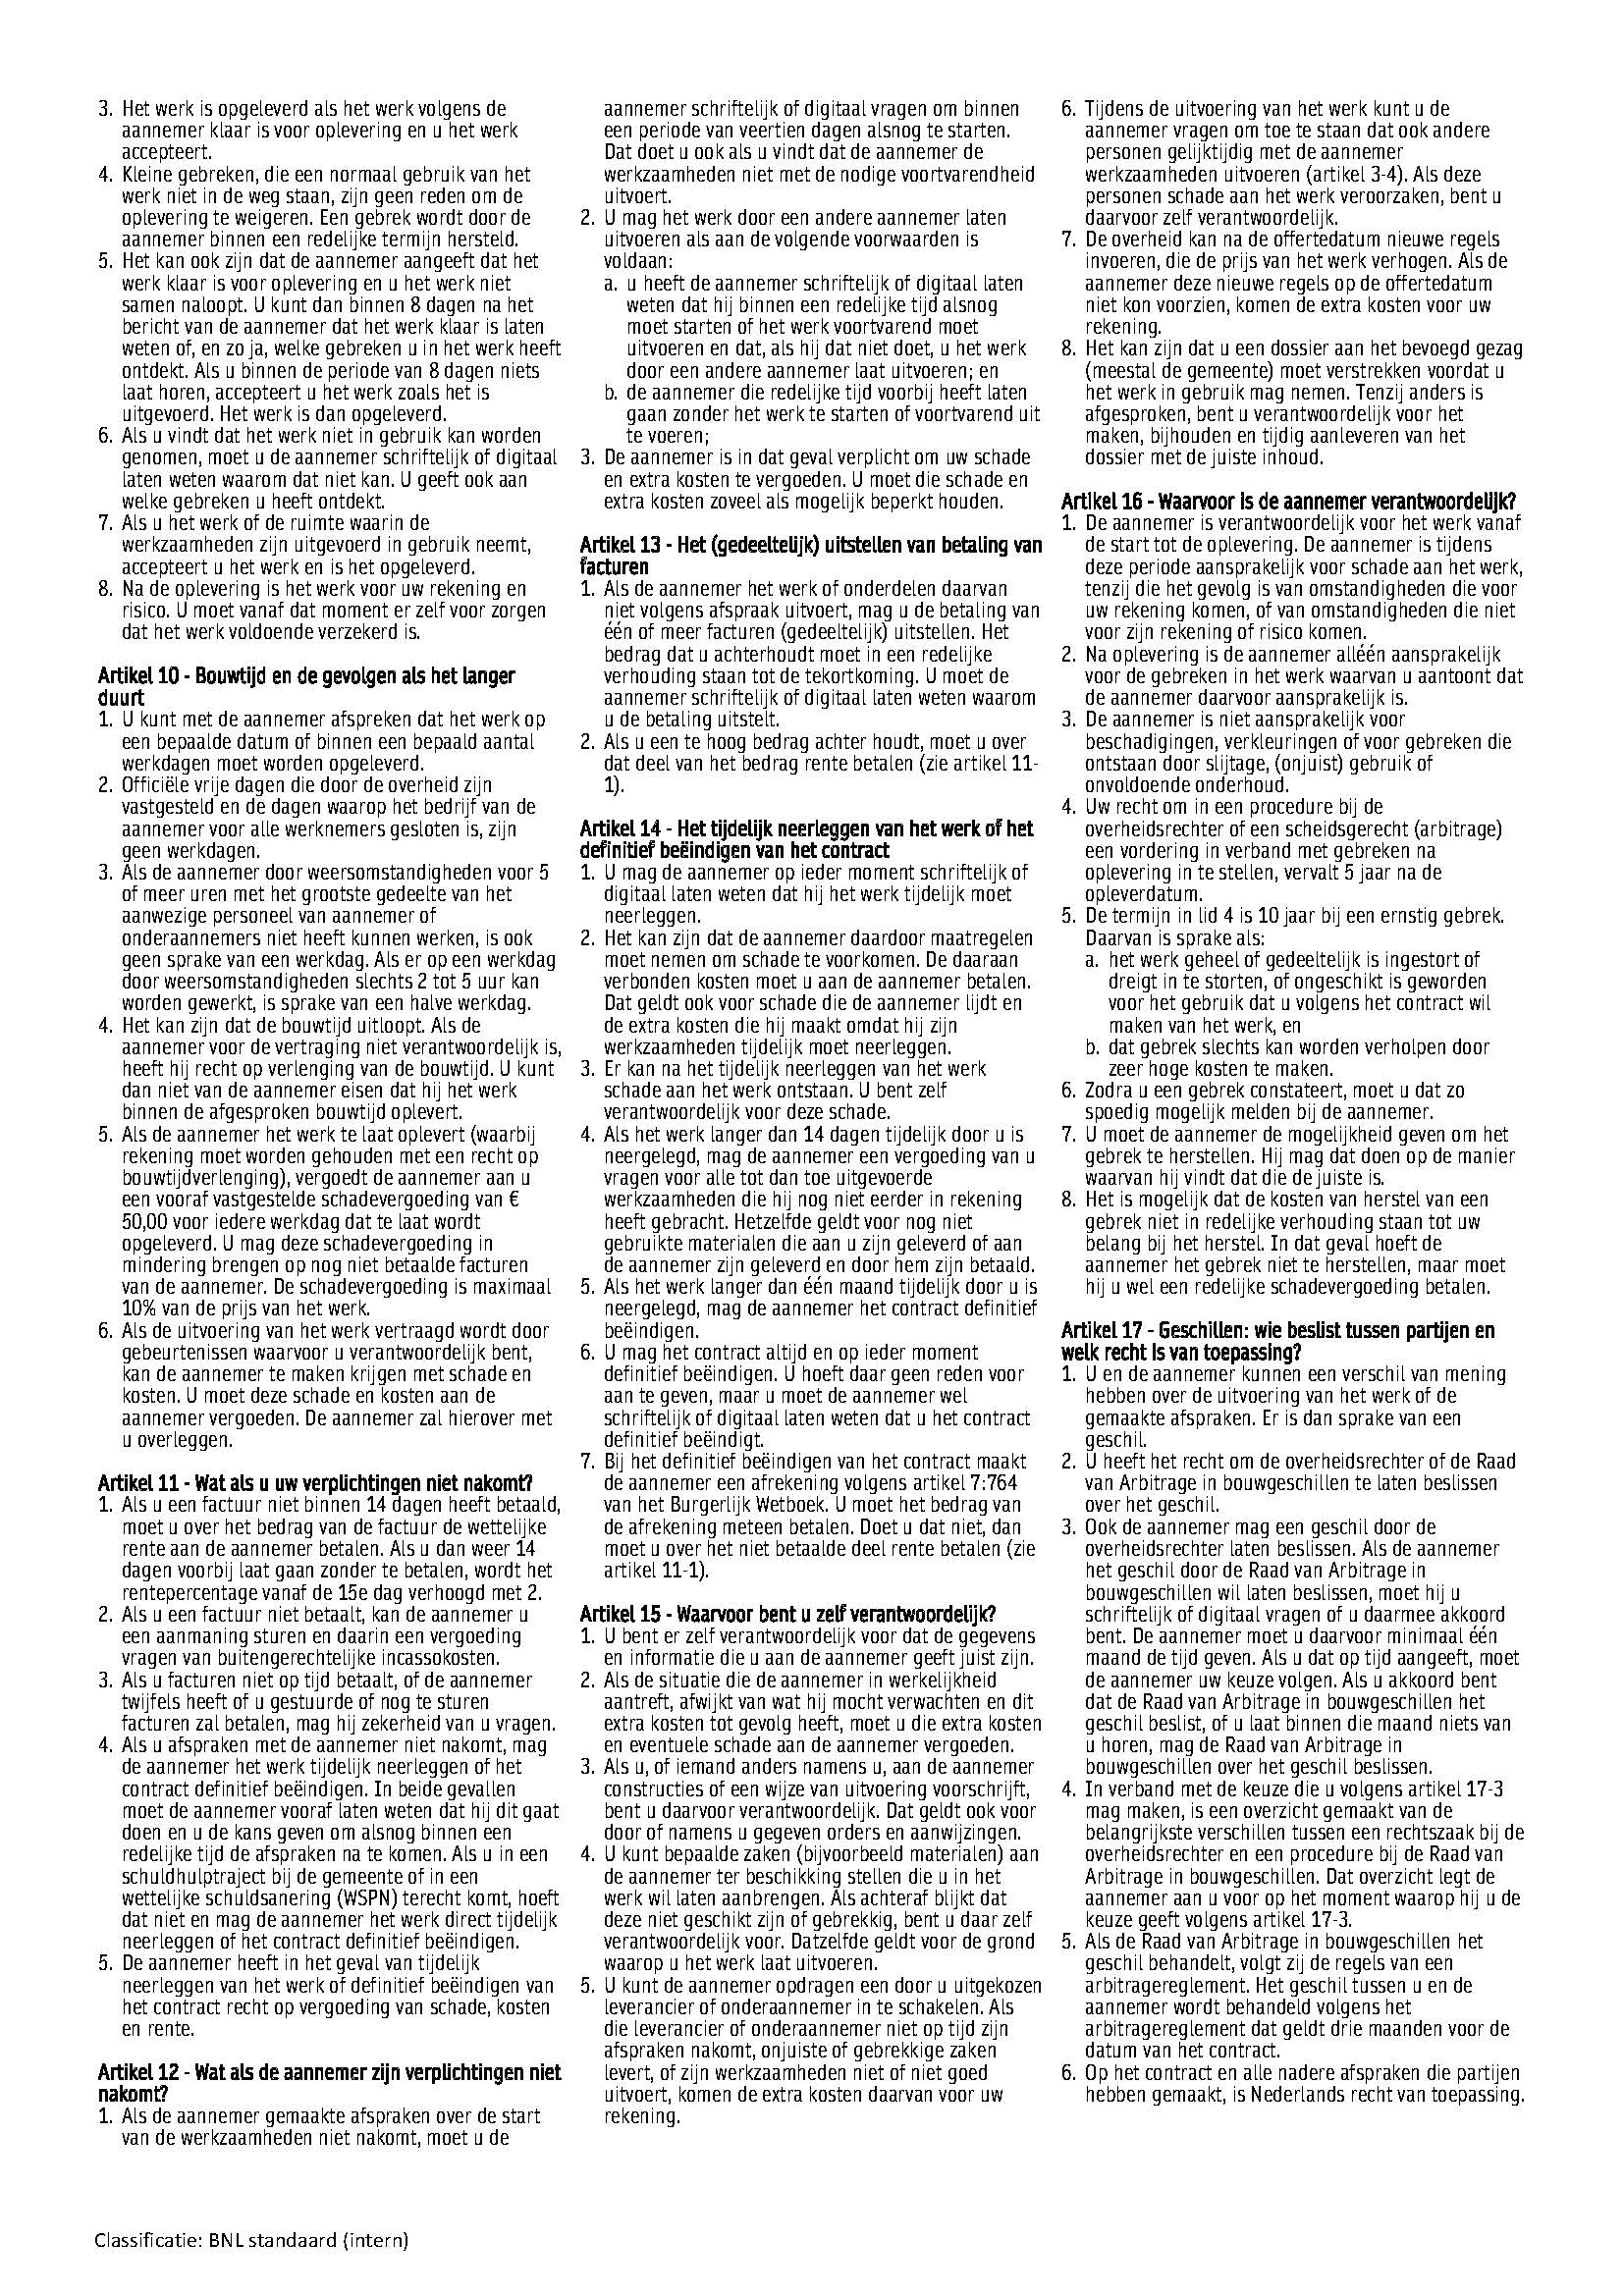 3. Het werk is opgeleverd als het werk volgens de
aannemer klaar is voor oplevering en u het werk
accepteert.
4. Kleine gebreken, die een normaal gebruik van het
werk niet in de weg staan, zijn geen reden om de
oplevering te weigeren. Een gebrek wordt door de
aannemer binnen een redelijke termijn hersteld.
5. Het kan ook zijn dat de aannemer aangeeft dat het
werk klaar is voor oplevering en u het werk niet
samen naloopt. U kunt dan binnen 8 dagen na het
bericht van de aannemer dat het werk klaar is laten
weten of, en zo ja, welke gebreken u in het werk heeft
ontdekt. Als u binnen de periode van 8 dagen niets
laat horen, accepteert u het werk zoals het is
uitgevoerd. Het werk is dan opgeleverd.
6. Als u vindt dat het werk niet in gebruik kan worden
genomen, moet u de aannemer schriftelijk of digitaal
laten weten waarom dat niet kan. U geeft ook aan
welke gebreken u heeft ontdekt.
7. Als u het werk of de ruimte waarin de
werkzaamheden zijn uitgevoerd in gebruik neemt,
accepteert u het werk en is het opgeleverd.
8. Na de oplevering is het werk voor uw rekening en
risico. U moet vanaf dat moment er zelf voor zorgen
dat het werk voldoende verzekerd is.
Artikel 10 - Bouwtijd en de gevolgen als het langer
duurt
1. U kunt met de aannemer afspreken dat het werk op
een bepaalde datum of binnen een bepaald aantal
werkdagen moet worden opgeleverd.
2. Officiële vrije dagen die door de overheid zijn
vastgesteld en de dagen waarop het bedrijf van de
aannemer voor alle werknemers gesloten is, zijn
geen werkdagen.
3. Als de aannemer door weersomstandigheden voor 5
of meer uren met het grootste gedeelte van het
aanwezige personeel van aannemer of
onderaannemers niet heeft kunnen werken, is ook
geen sprake van een werkdag. Als er op een werkdag
door weersomstandigheden slechts 2 tot 5 uur kan
worden gewerkt, is sprake van een halve werkdag.
4. Het kan zijn dat de bouwtijd uitloopt. Als de
aannemer voor de vertraging niet verantwoordelijk is,
heeft hij recht op verlenging van de bouwtijd. U kunt
dan niet van de aannemer eisen dat hij het werk
binnen de afgesproken bouwtijd oplevert.
5. Als de aannemer het werk te laat oplevert (waarbij
rekening moet worden gehouden met een recht op
bouwtijdverlenging), vergoedt de aannemer aan u
een vooraf vastgestelde schadevergoeding van €
50,00 voor iedere werkdag dat te laat wordt
opgeleverd. U mag deze schadevergoeding in
mindering brengen op nog niet betaalde facturen
van de aannemer. De schadevergoeding is maximaal
10% van de prijs van het werk.
6. Als de uitvoering van het werk vertraagd wordt door
gebeurtenissen waarvoor u verantwoordelijk bent,
kan de aannemer te maken krijgen met schade en
kosten. U moet deze schade en kosten aan de
aannemer vergoeden. De aannemer zal hierover met
u overleggen.
Artikel 11 - Wat als u uw verplichtingen niet nakomt?
1. Als u een factuur niet binnen 14 dagen heeft betaald,
moet u over het bedrag van de factuur de wettelijke
rente aan de aannemer betalen. Als u dan weer 14
dagen voorbij laat gaan zonder te betalen, wordt het
rentepercentage vanaf de 15e dag verhoogd met 2.
2. Als u een factuur niet betaalt, kan de aannemer u
een aanmaning sturen en daarin een vergoeding
vragen van buitengerechtelijke incassokosten.
3. Als u facturen niet op tijd betaalt, of de aannemer
twijfels heeft of u gestuurde of nog te sturen
facturen zal betalen, mag hij zekerheid van u vragen.
4. Als u afspraken met de aannemer niet nakomt, mag
de aannemer het werk tijdelijk neerleggen of het
contract definitief beëindigen. In beide gevallen
moet de aannemer vooraf laten weten dat hij dit gaat
doen en u de kans geven om alsnog binnen een
redelijke tijd de afspraken na te komen. Als u in een
schuldhulptraject bij de gemeente of in een
wettelijke schuldsanering (WSPN) terecht komt, hoeft
dat niet en mag de aannemer het werk direct tijdelijk
neerleggen of het contract definitief beëindigen.
5. De aannemer heeft in het geval van tijdelijk
neerleggen van het werk of definitief beëindigen van
het contract recht op vergoeding van schade, kosten
en rente.
Artikel 12 - Wat als de aannemer zijn verplichtingen niet
nakomt?
1. Als de aannemer gemaakte afspraken over de start
van de werkzaamheden niet nakomt, moet u de
aannemer schriftelijk of digitaal vragen om binnen
een periode van veertien dagen alsnog te starten.
Dat doet u ook als u vindt dat de aannemer de
werkzaamheden niet met de nodige voortvarendheid
uitvoert.
2. U mag het werk door een andere aannemer laten
uitvoeren als aan de volgende voorwaarden is
voldaan:
a. u heeft de aannemer schriftelijk of digitaal laten
weten dat hij binnen een redelijke tijd alsnog
moet starten of het werk voortvarend moet
uitvoeren en dat, als hij dat niet doet, u het werk
door een andere aannemer laat uitvoeren; en
b. de aannemer die redelijke tijd voorbij heeft laten
gaan zonder het werk te starten of voortvarend uit
te voeren;
3. De aannemer is in dat geval verplicht om uw schade
en extra kosten te vergoeden. U moet die schade en
extra kosten zoveel als mogelijk beperkt houden.
Artikel 13 - Het (gedeeltelijk) uitstellen van betaling van
facturen
1. Als de aannemer het werk of onderdelen daarvan
niet volgens afspraak uitvoert, mag u de betaling van
één of meer facturen (gedeeltelijk) uitstellen. Het
bedrag dat u achterhoudt moet in een redelijke
verhouding staan tot de tekortkoming. U moet de
aannemer schriftelijk of digitaal laten weten waarom
u de betaling uitstelt.
2. Als u een te hoog bedrag achter houdt, moet u over
dat deel van het bedrag rente betalen (zie artikel 11-
1).
Artikel 14 - Het tijdelijk neerleggen van het werk of het
definitief beëindigen van het contract
1. U mag de aannemer op ieder moment schriftelijk of
digitaal laten weten dat hij het werk tijdelijk moet
neerleggen.
2. Het kan zijn dat de aannemer daardoor maatregelen
moet nemen om schade te voorkomen. De daaraan
verbonden kosten moet u aan de aannemer betalen.
Dat geldt ook voor schade die de aannemer lijdt en
de extra kosten die hij maakt omdat hij zijn
werkzaamheden tijdelijk moet neerleggen.
3. Er kan na het tijdelijk neerleggen van het werk
schade aan het werk ontstaan. U bent zelf
verantwoordelijk voor deze schade.
4. Als het werk langer dan 14 dagen tijdelijk door u is
neergelegd, mag de aannemer een vergoeding van u
vragen voor alle tot dan toe uitgevoerde
werkzaamheden die hij nog niet eerder in rekening
heeft gebracht. Hetzelfde geldt voor nog niet
gebruikte materialen die aan u zijn geleverd of aan
de aannemer zijn geleverd en door hem zijn betaald.
5. Als het werk langer dan één maand tijdelijk door u is
neergelegd, mag de aannemer het contract definitief
beëindigen.
6. U mag het contract altijd en op ieder moment
definitief beëindigen. U hoeft daar geen reden voor
aan te geven, maar u moet de aannemer wel
schriftelijk of digitaal laten weten dat u het contract
definitief beëindigt.
7. Bij het definitief beëindigen van het contract maakt
de aannemer een afrekening volgens artikel 7:764
van het Burgerlijk Wetboek. U moet het bedrag van
de afrekening meteen betalen. Doet u dat niet, dan
moet u over het niet betaalde deel rente betalen (zie
artikel 11-1).
Artikel 15 - Waarvoor bent u zelf verantwoordelijk?
1. U bent er zelf verantwoordelijk voor dat de gegevens
en informatie die u aan de aannemer geeft juist zijn.
2. Als de situatie die de aannemer in werkelijkheid
aantreft, afwijkt van wat hij mocht verwachten en dit
extra kosten tot gevolg heeft, moet u die extra kosten
en eventuele schade aan de aannemer vergoeden.
3. Als u, of iemand anders namens u, aan de aannemer
constructies of een wijze van uitvoering voorschrijft,
bent u daarvoor verantwoordelijk. Dat geldt ook voor
door of namens u gegeven orders en aanwijzingen.
4. U kunt bepaalde zaken (bijvoorbeeld materialen) aan
de aannemer ter beschikking stellen die u in het
werk wil laten aanbrengen. Als achteraf blijkt dat
deze niet geschikt zijn of gebrekkig, bent u daar zelf
verantwoordelijk voor. Datzelfde geldt voor de grond
waarop u het werk laat uitvoeren.
5. U kunt de aannemer opdragen een door u uitgekozen
leverancier of onderaannemer in te schakelen. Als
die leverancier of onderaannemer niet op tijd zijn
afspraken nakomt, onjuiste of gebrekkige zaken
levert, of zijn werkzaamheden niet of niet goed
uitvoert, komen de extra kosten daarvan voor uw
rekening.
6. Tijdens de uitvoering van het werk kunt u de
aannemer vragen om toe te staan dat ook andere
personen gelijktijdig met de aannemer
werkzaamheden uitvoeren (artikel 3-4). Als deze
personen schade aan het werk veroorzaken, bent u
daarvoor zelf verantwoordelijk.
7. De overheid kan na de offertedatum nieuwe regels
invoeren, die de prijs van het werk verhogen. Als de
aannemer deze nieuwe regels op de offertedatum
niet kon voorzien, komen de extra kosten voor uw
rekening.
8. Het kan zijn dat u een dossier aan het bevoegd gezag
(meestal de gemeente) moet verstrekken voordat u
het werk in gebruik mag nemen. Tenzij anders is
afgesproken, bent u verantwoordelijk voor het
maken, bijhouden en tijdig aanleveren van het
dossier met de juiste inhoud.
Artikel 16 - Waarvoor is de aannemer verantwoordelijk?
1. De aannemer is verantwoordelijk voor het werk vanaf
de start tot de oplevering. De aannemer is tijdens
deze periode aansprakelijk voor schade aan het werk,
tenzij die het gevolg is van omstandigheden die voor
uw rekening komen, of van omstandigheden die niet
voor zijn rekening of risico komen.
2. Na oplevering is de aannemer alléén aansprakelijk
voor de gebreken in het werk waarvan u aantoont dat
de aannemer daarvoor aansprakelijk is.
3. De aannemer is niet aansprakelijk voor
beschadigingen, verkleuringen of voor gebreken die
ontstaan door slijtage, (onjuist) gebruik of
onvoldoende onderhoud.
4. Uw recht om in een procedure bij de
overheidsrechter of een scheidsgerecht (arbitrage)
een vordering in verband met gebreken na
oplevering in te stellen, vervalt 5 jaar na de
opleverdatum.
5. De termijn in lid 4 is 10 jaar bij een ernstig gebrek.
Daarvan is sprake als:
a. het werk geheel of gedeeltelijk is ingestort of
dreigt in te storten, of ongeschikt is geworden
voor het gebruik dat u volgens het contract wil
maken van het werk, en
b. dat gebrek slechts kan worden verholpen door
zeer hoge kosten te maken.
6. Zodra u een gebrek constateert, moet u dat zo
spoedig mogelijk melden bij de aannemer.
7. U moet de aannemer de mogelijkheid geven om het
gebrek te herstellen. Hij mag dat doen op de manier
waarvan hij vindt dat die de juiste is.
8. Het is mogelijk dat de kosten van herstel van een
gebrek niet in redelijke verhouding staan tot uw
belang bij het herstel. In dat geval hoeft de
aannemer het gebrek niet te herstellen, maar moet
hij u wel een redelijke schadevergoeding betalen.
Artikel 17 - Geschillen: wie beslist tussen partijen en
welk recht is van toepassing?
1. U en de aannemer kunnen een verschil van mening
hebben over de uitvoering van het werk of de
gemaakte afspraken. Er is dan sprake van een
geschil.
2. U heeft het recht om de overheidsrechter of de Raad
van Arbitrage in bouwgeschillen te laten beslissen
over het geschil.
3. Ook de aannemer mag een geschil door de
overheidsrechter laten beslissen. Als de aannemer
het geschil door de Raad van Arbitrage in
bouwgeschillen wil laten beslissen, moet hij u
schriftelijk of digitaal vragen of u daarmee akkoord
bent. De aannemer moet u daarvoor minimaal één
maand de tijd geven. Als u dat op tijd aangeeft, moet
de aannemer uw keuze volgen. Als u akkoord bent
dat de Raad van Arbitrage in bouwgeschillen het
geschil beslist, of u laat binnen die maand niets van
u horen, mag de Raad van Arbitrage in
bouwgeschillen over het geschil beslissen.
4. In verband met de keuze die u volgens artikel 17-3
mag maken, is een overzicht gemaakt van de
belangrijkste verschillen tussen een rechtszaak bij de
overheidsrechter en een procedure bij de Raad van
Arbitrage in bouwgeschillen. Dat overzicht legt de
aannemer aan u voor op het moment waarop hij u de
keuze geeft volgens artikel 17-3.
5. Als de Raad van Arbitrage in bouwgeschillen het
geschil behandelt, volgt zij de regels van een
arbitragereglement. Het geschil tussen u en de
aannemer wordt behandeld volgens het
arbitragereglement dat geldt drie maanden voor de
datum van het contract.
6. Op het contract en alle nadere afspraken die partijen
hebben gemaakt, is Nederlands recht van toepassing.
Classificatie: BNL standaard (intern)